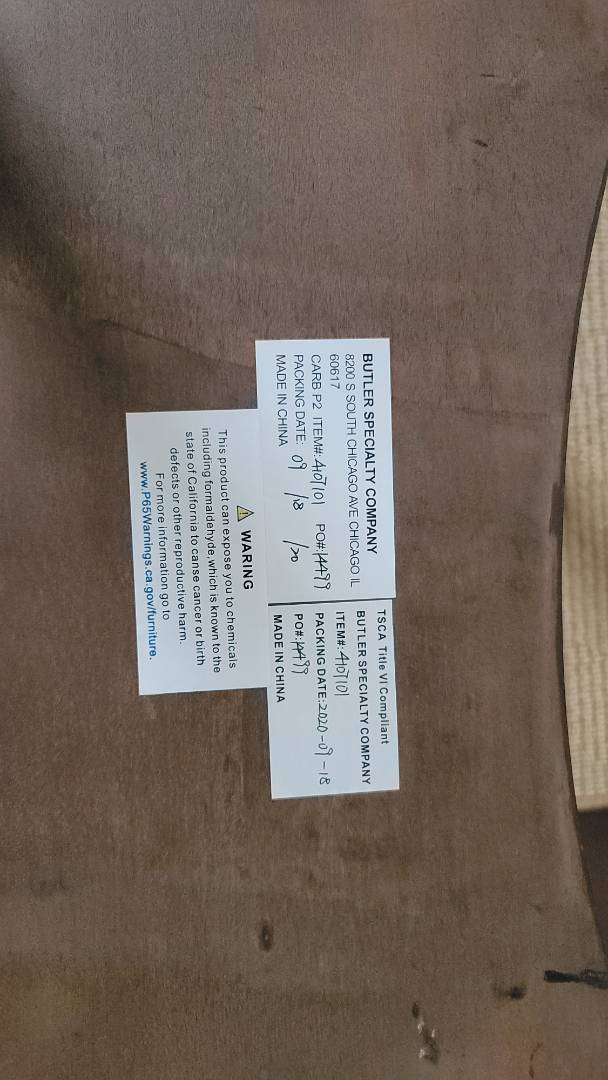 BUTLER SPECIALTY COMPANY
8200 S SOUTH CHICAGO AVE CHICAGO IL
60617
CARB P2 ITEM#: 4107101 PO#:
PACKING DATE: 09 /18 /20
MADE IN CHINA
TSCA Title VI Compliant
BUTLER SPECIALTY COMPANY
ITEM#: 4107101
PACKING DATE: 2020-09-18
PO#:
MADE IN CHINA
WARING
This product can expose you to chemicals
including formaldehyde,which is known to the
state of California to canse cancer or birth
defects or other reproductive harm.
For more information go to
www.P65Warnings.ca.gov/furniture.